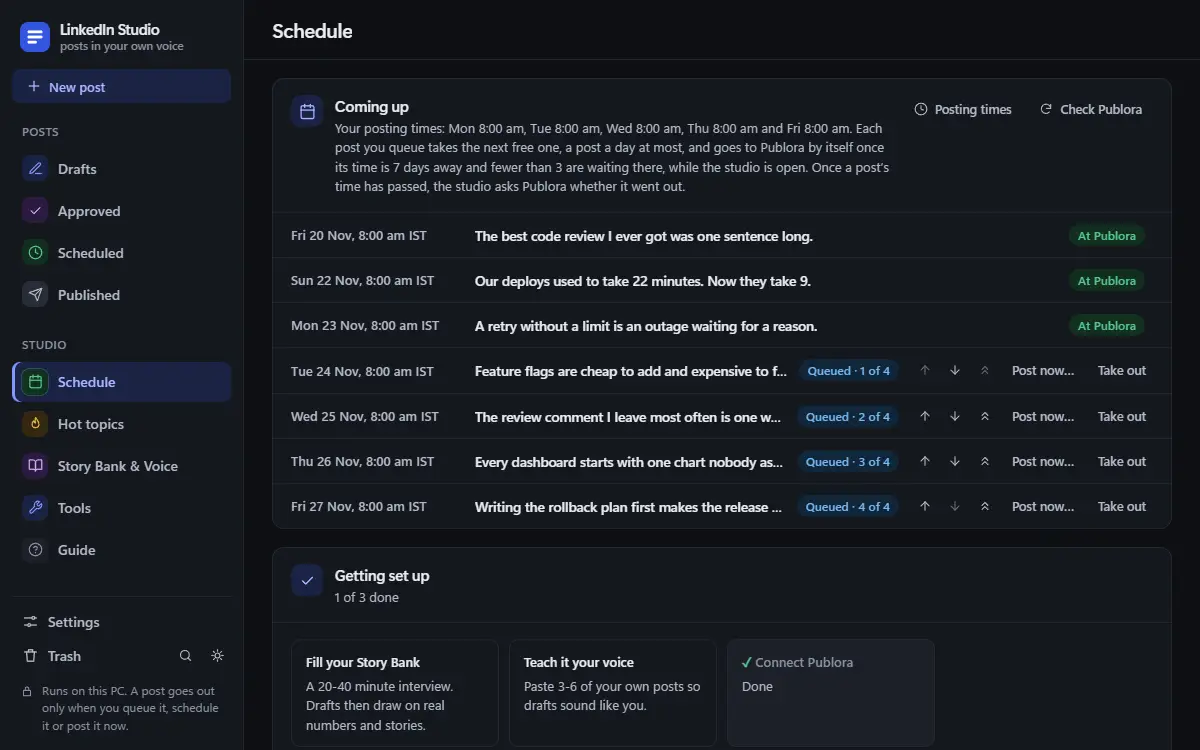 LinkedIn Studio
posts in your own voice
New post
POSTS
Drafts
Approved
Scheduled
Published
STUDIO
Schedule
Hot topics
Story Bank & Voice
Tools
Guide
Settings
Trash
Runs on this PC. A post goes out
only when you queue it, schedule
it or post it now.
Schedule
Coming up
Posting times
Check Publora
Your posting times: Mon 8:00 am, Tue 8:00 am, Wed 8:00 am, Thu 8:00 am and Fri 8:00 am. Each
post you queue takes the next free one, a post a day at most, and goes to Publora by itself once
its time is 7 days away and fewer than 3 are waiting there, while the studio is open. Once a post's
time has passed, the studio asks Publora whether it went out.
Fri 20 Nov, 8:00 am IST The best code review I ever got was one sentence long. At Publora
Sun 22 Nov, 8:00 am IST Our deploys used to take 22 minutes. Now they take 9. At Publora
Mon 23 Nov, 8:00 am IST A retry without a limit is an outage waiting for a reason. At Publora
Tue 24 Nov, 8:00 am IST Feature flags are cheap to add and expensive to f... Queued · 1 of 4 Post now... Take out
Wed 25 Nov, 8:00 am IST The review comment I leave most often is one w... Queued · 2 of 4 Post now... Take out
Thu 26 Nov, 8:00 am IST Every dashboard starts with one chart nobody as... Queued · 3 of 4 Post now... Take out
Fri 27 Nov, 8:00 am IST Writing the rollback plan first makes the release ... Queued · 4 of 4 Post now... Take out
Getting set up
1 of 3 done
Fill your Story Bank
A 20-40 minute interview.
Drafts then draw on real
numbers and stories.
Teach it your voice
Paste 3-6 of your own posts so
drafts sound like you.
✓ Connect Publora
Done